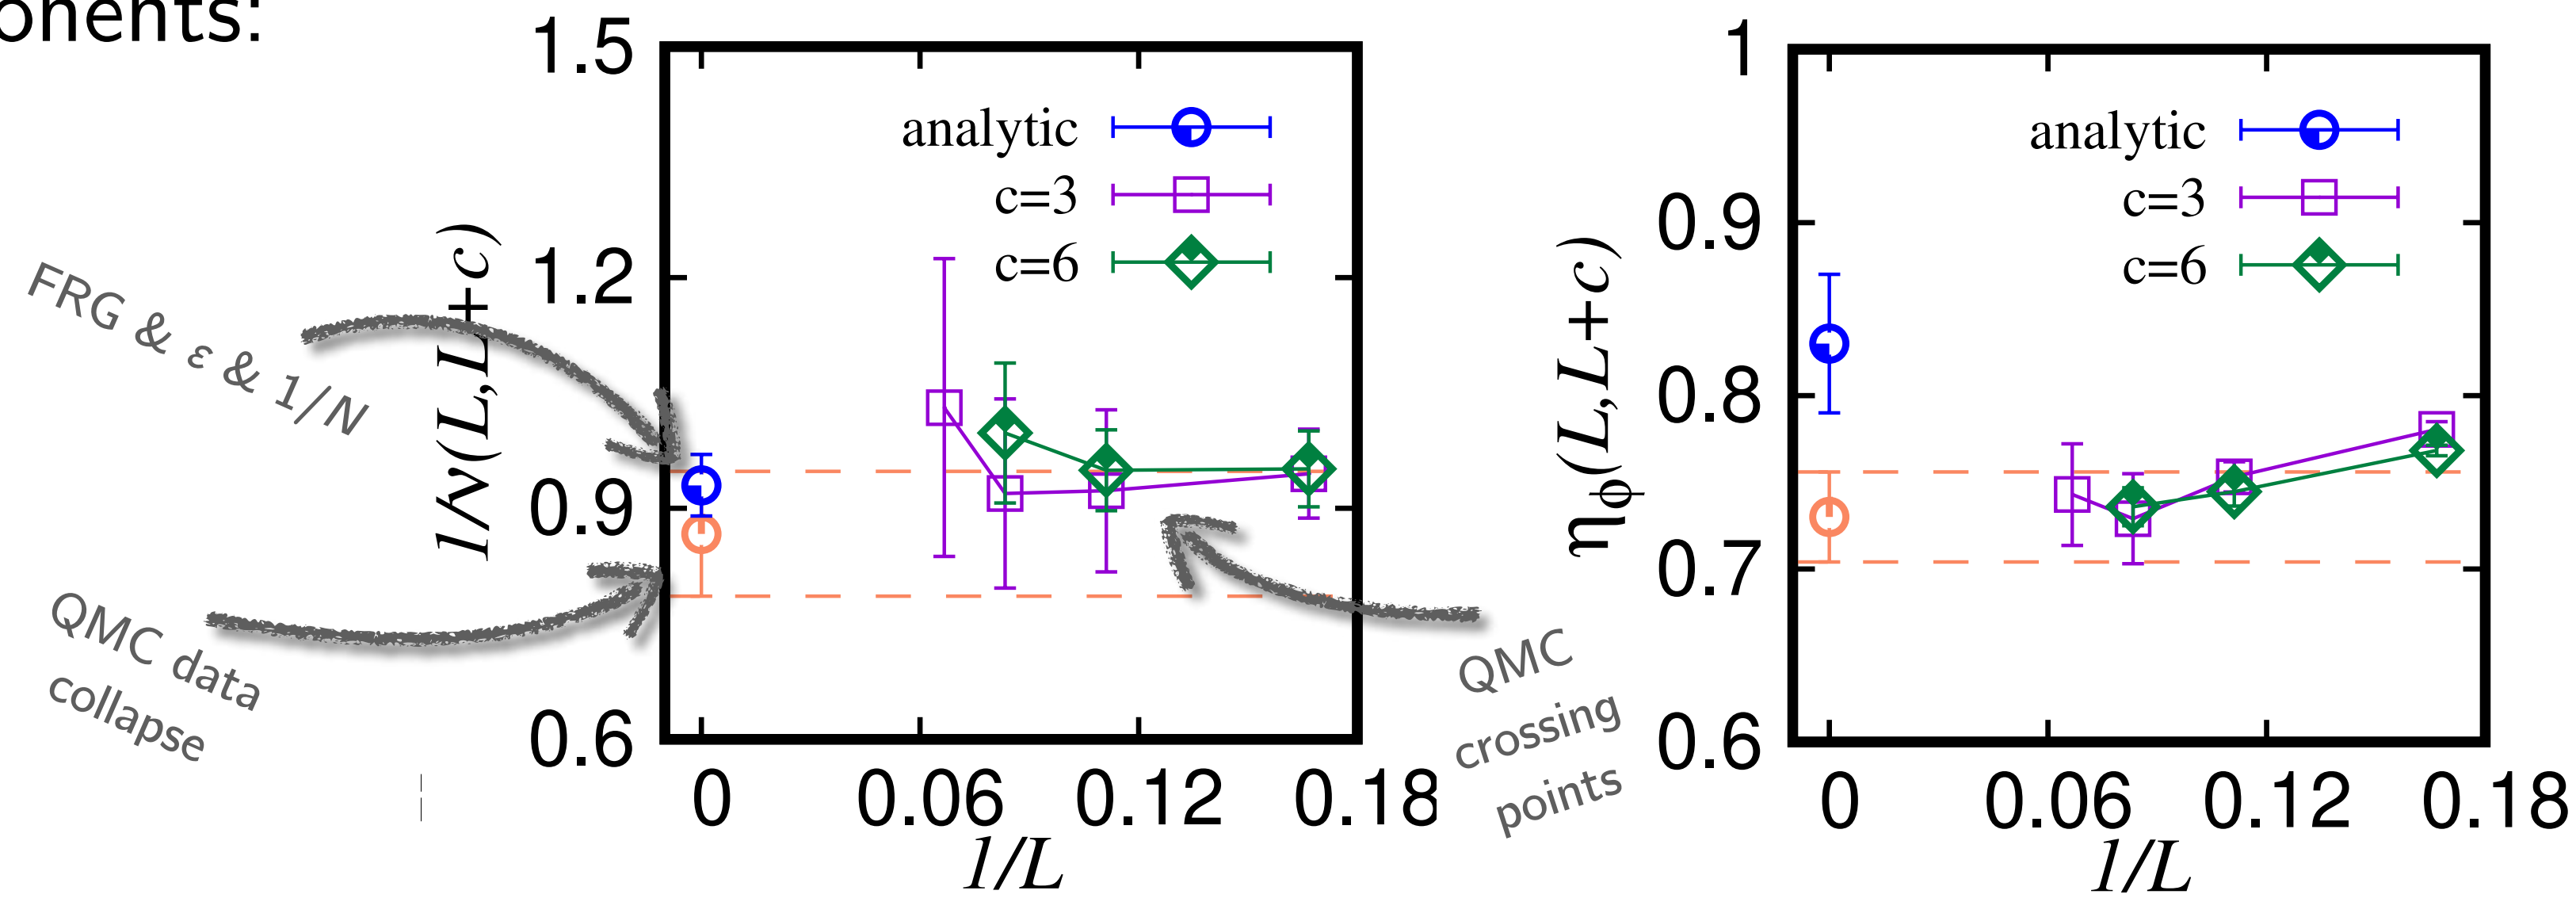 onents:
1.5
1.2
0.9
0.6
1/ν(L,L+c)
analytic
c=3
c=6
0
0.06
0.12
0.18
1/L
FRG & ε & 1/N
QMC data
collapse
QMC
crossing
points
1
0.9
0.8
0.7
0.6
ηϕ(L,L+c)
analytic
c=3
c=6
0
0.06
0.12
0.18
1/L